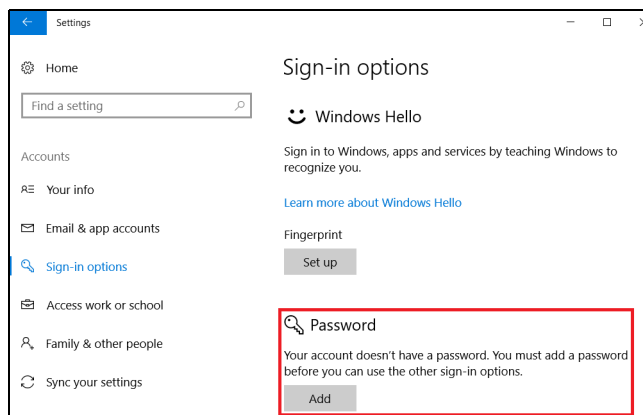 Settings
Home
Find a setting
Accounts
Your info
Email & app accounts
Sign-in options
Access work or school
Family & other people
Sync your settings
Sign-in options
Windows Hello
Sign in to Windows, apps and services by teaching Windows to
recognize you.
Learn more about Windows Hello
Fingerprint
Set up
Password
Your account doesn't have a password. You must add a password
before you can use the other sign-in options.
Add